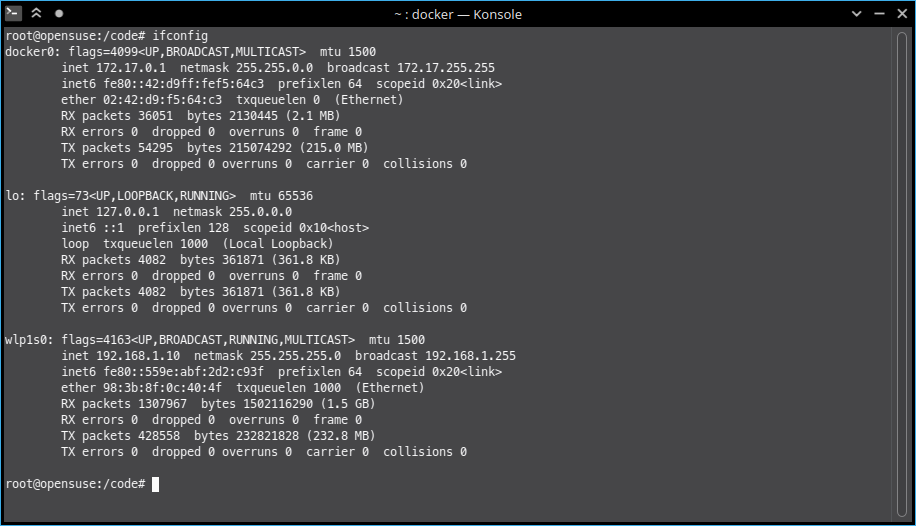 ~ : docker — Konsole
root@opensuse:/code# ifconfig
docker0: flags=4099<UP,BROADCAST,MULTICAST>  mtu 1500
        inet 172.17.0.1  netmask 255.255.0.0  broadcast 172.17.255.255
        inet6 fe80::42:d9ff:fef5:64c3  prefixlen 64  scopeid 0x20<link>
        ether 02:42:d9:f5:64:c3  txqueuelen 0  (Ethernet)
        RX packets 36051  bytes 2130445 (2.1 MB)
        RX errors 0  dropped 0  overruns 0  frame 0
        TX packets 54295  bytes 215074292 (215.0 MB)
        TX errors 0  dropped 0 overruns 0  carrier 0  collisions 0

lo: flags=73<UP,LOOPBACK,RUNNING>  mtu 65536
        inet 127.0.0.1  netmask 255.0.0.0
        inet6 ::1  prefixlen 128  scopeid 0x10<host>
        loop  txqueuelen 1000  (Local Loopback)
        RX packets 4082  bytes 361871 (361.8 KB)
        RX errors 0  dropped 0  overruns 0  frame 0
        TX packets 4082  bytes 361871 (361.8 KB)
        TX errors 0  dropped 0 overruns 0  carrier 0  collisions 0

wlp1s0: flags=4163<UP,BROADCAST,RUNNING,MULTICAST>  mtu 1500
        inet 192.168.1.10  netmask 255.255.255.0  broadcast 192.168.1.255
        inet6 fe80::559e:abf:2d2:c93f  prefixlen 64  scopeid 0x20<link>
        ether 98:3b:8f:0c:40:4f  txqueuelen 1000  (Ethernet)
        RX packets 1307967  bytes 1502116290 (1.5 GB)
        RX errors 0  dropped 0  overruns 0  frame 0
        TX packets 428558  bytes 232821828 (232.8 MB)
        TX errors 0  dropped 0 overruns 0  carrier 0  collisions 0

root@opensuse:/code#